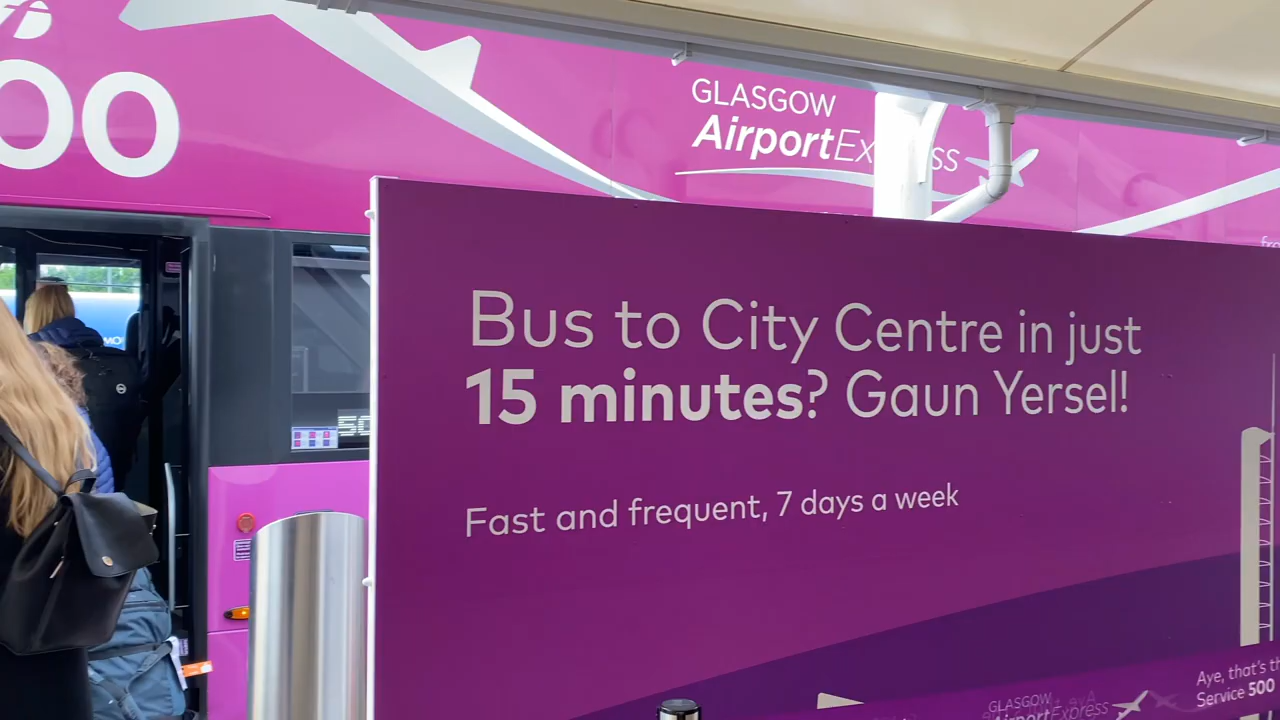 00
GLASGOW
AirportExpress
Bus to City Centre in just
15 minutes? Gaun Yersel!
Fast and frequent, 7 days a week
Aye, that's
Service 500
GLASGOW
AirportExpress